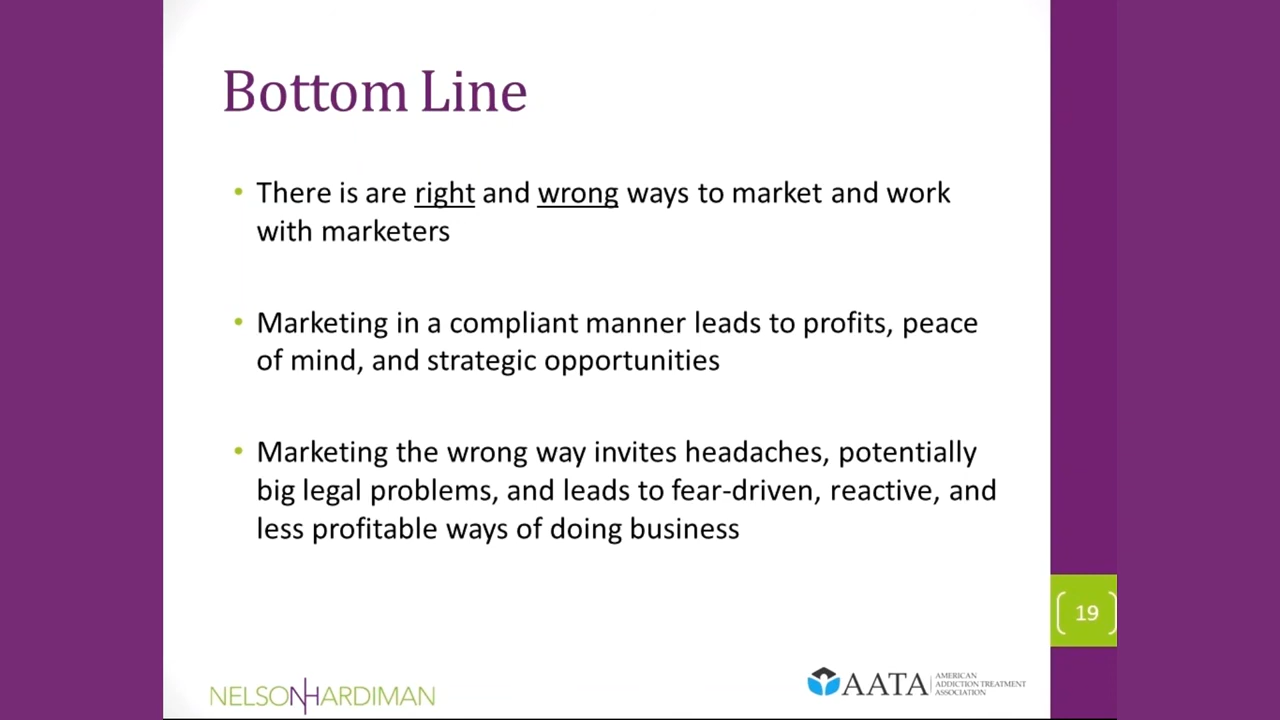 Bottom Line
• There is are right and wrong ways to market and work
with marketers
• Marketing in a compliant manner leads to profits, peace
of mind, and strategic opportunities
• Marketing the wrong way invites headaches, potentially
big legal problems, and leads to fear-driven, reactive, and
less profitable ways of doing business
19
NELSONHARDIMAN
AATA
AMERICAN
ADDICTION TREATMENT
ASSOCIATION